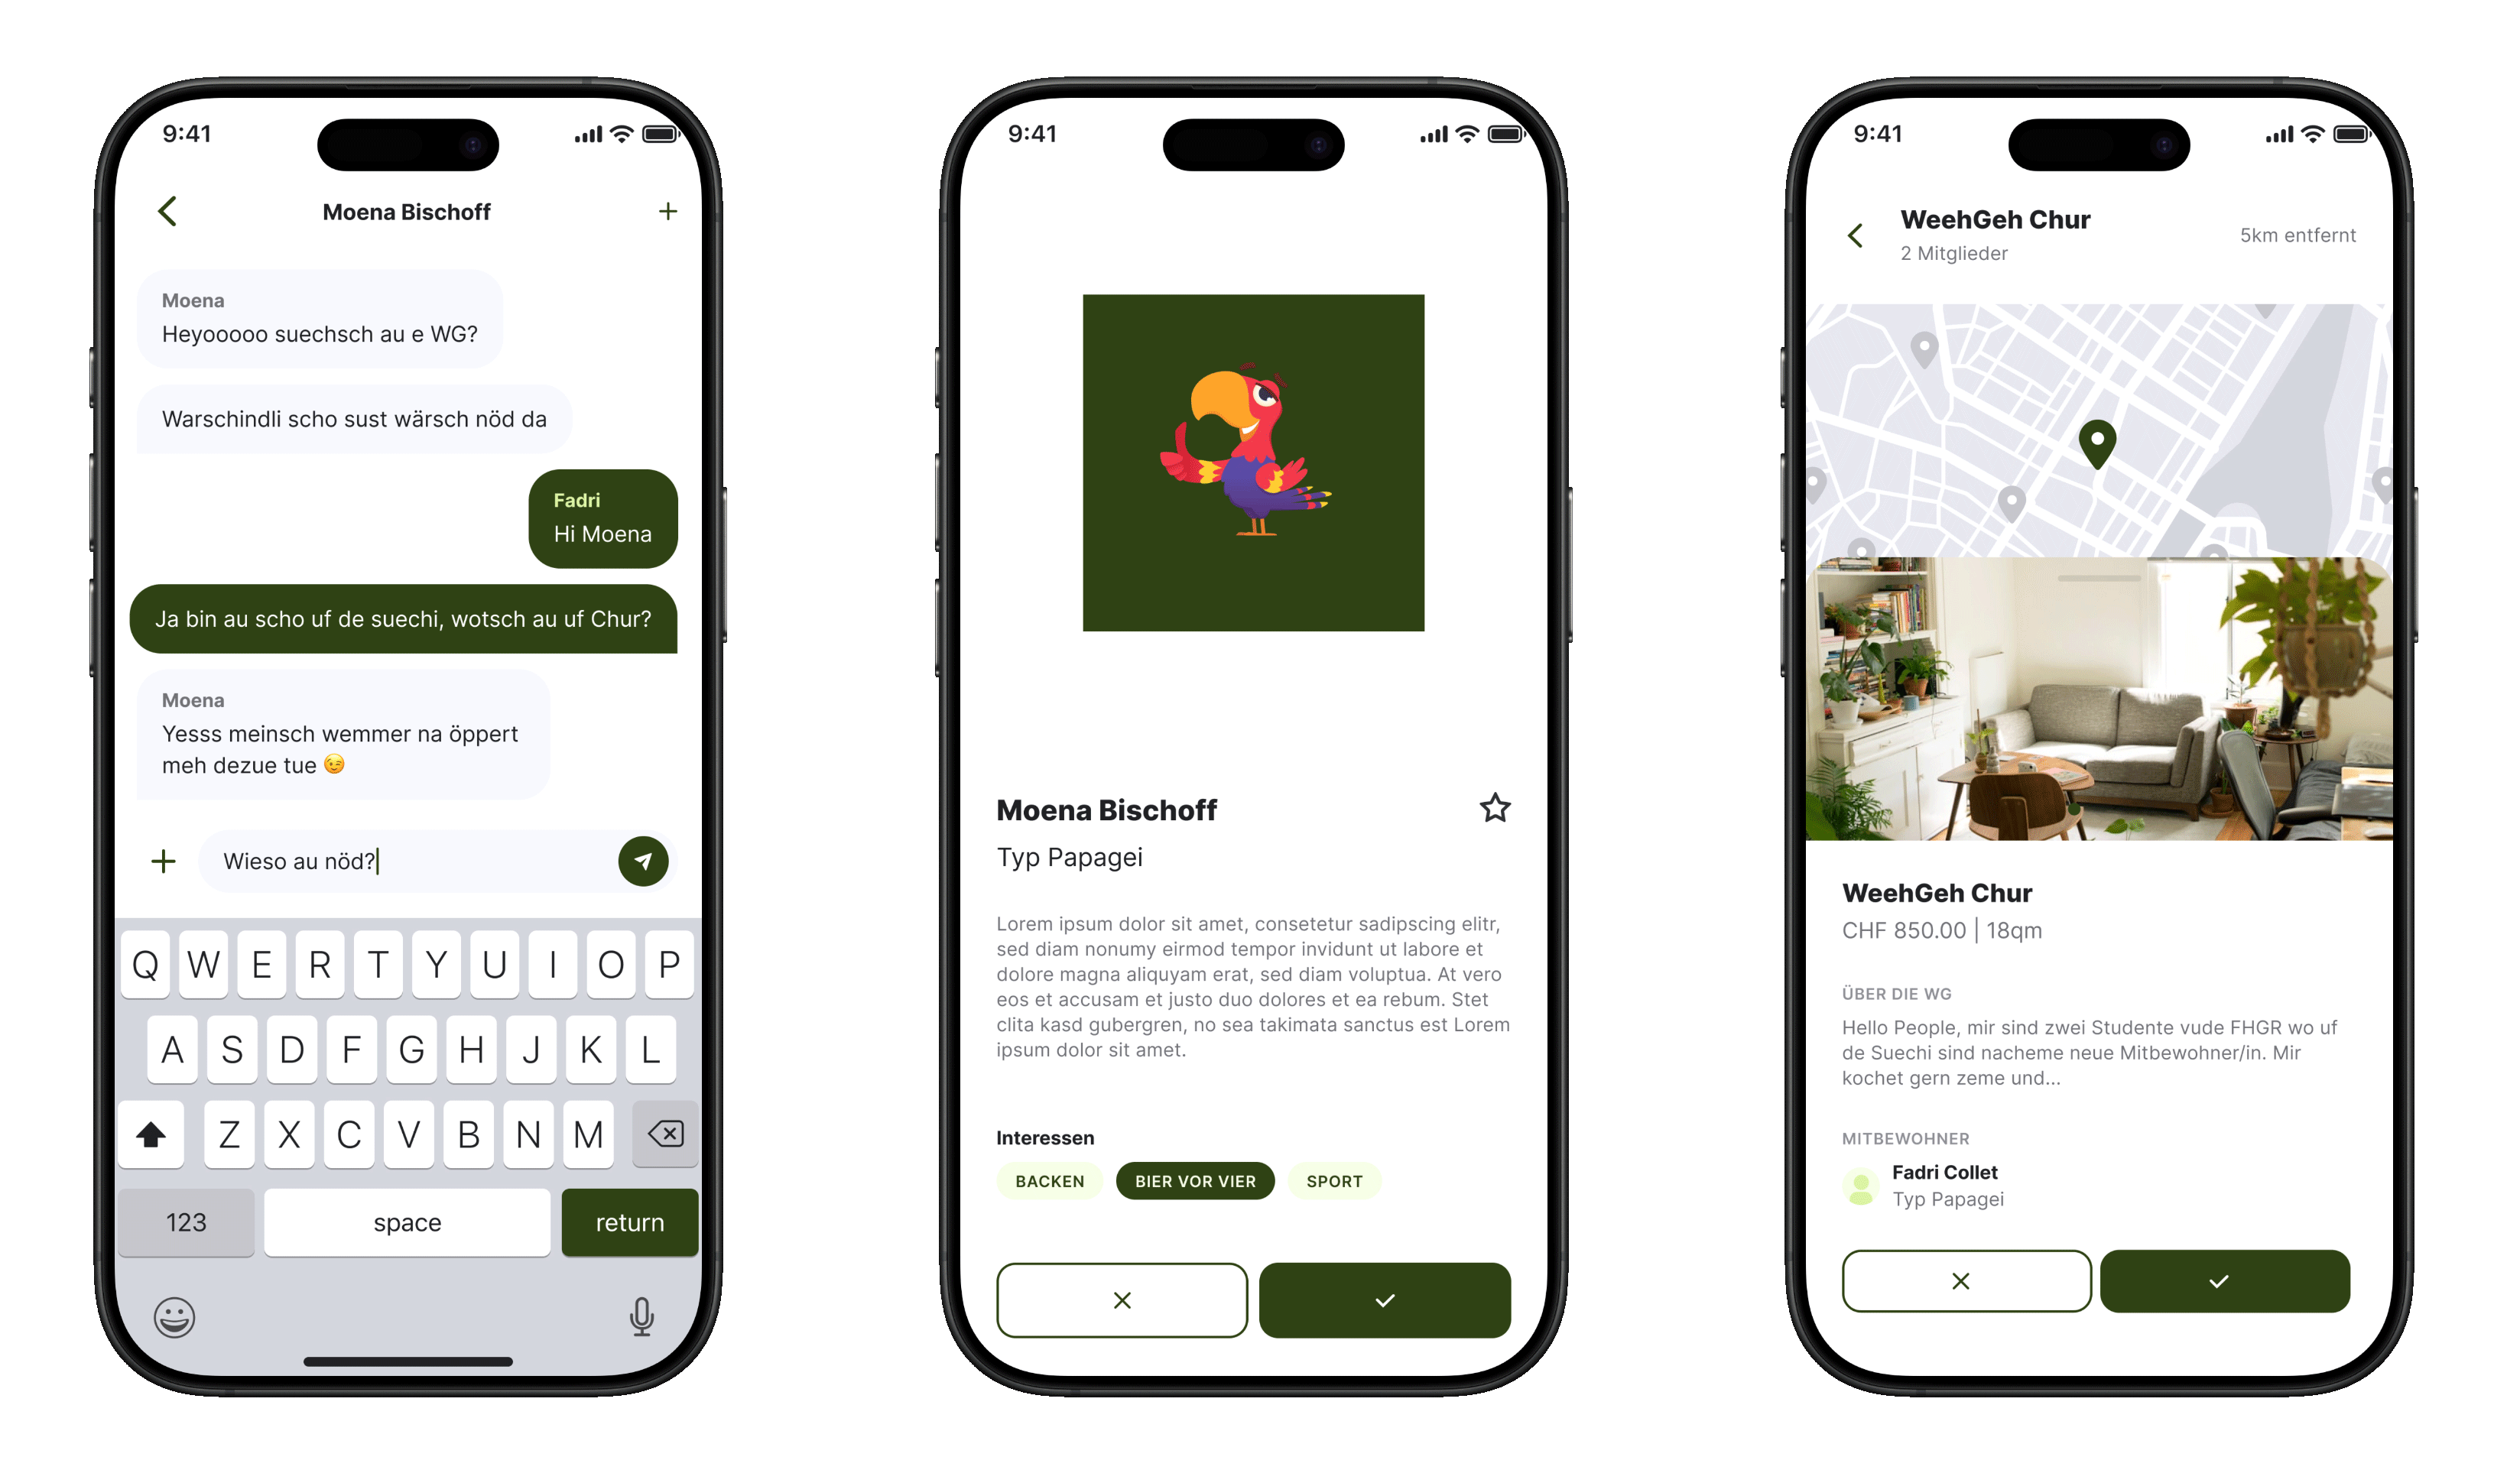 9:41
Moena Bischoff
Moena
Heyooooo suechsch au e WG?
Warschindli scho sust wärsch nöd da
Fadri
Hi Moena
Ja bin au scho uf de suechi, wotsch au uf Chur?
Moena
Yesss meinsch wemmer na öppert
meh dezue tue 😉
Wieso au nöd?
Q W E R T Y U I O P
A S D F G H J K L
Z X C V B N M
123 space return
9:41
Moena Bischoff
Typ Papagei
Lorem ipsum dolor sit amet, consetetur sadipscing elitr,
sed diam nonumy eirmod tempor invidunt ut labore et
dolore magna aliquyam erat, sed diam voluptua. At vero
eos et accusam et justo duo dolores et ea rebum. Stet
clita kasd gubergren, no sea takimata sanctus est Lorem
ipsum dolor sit amet.
Interessen
BACKEN BIER VOR VIER SPORT
9:41
WeehGeh Chur
2 Mitglieder
5km entfernt
WeehGeh Chur
CHF 850.00 | 18qm
ÜBER DIE WG
Hello People, mir sind zwei Studente vude FHGR wo uf
de Suechi sind nacheme neue Mitbewohner/in. Mir
kochet gern zeme und...
MITBEWOHNER
Fadri Collet
Typ Papagei